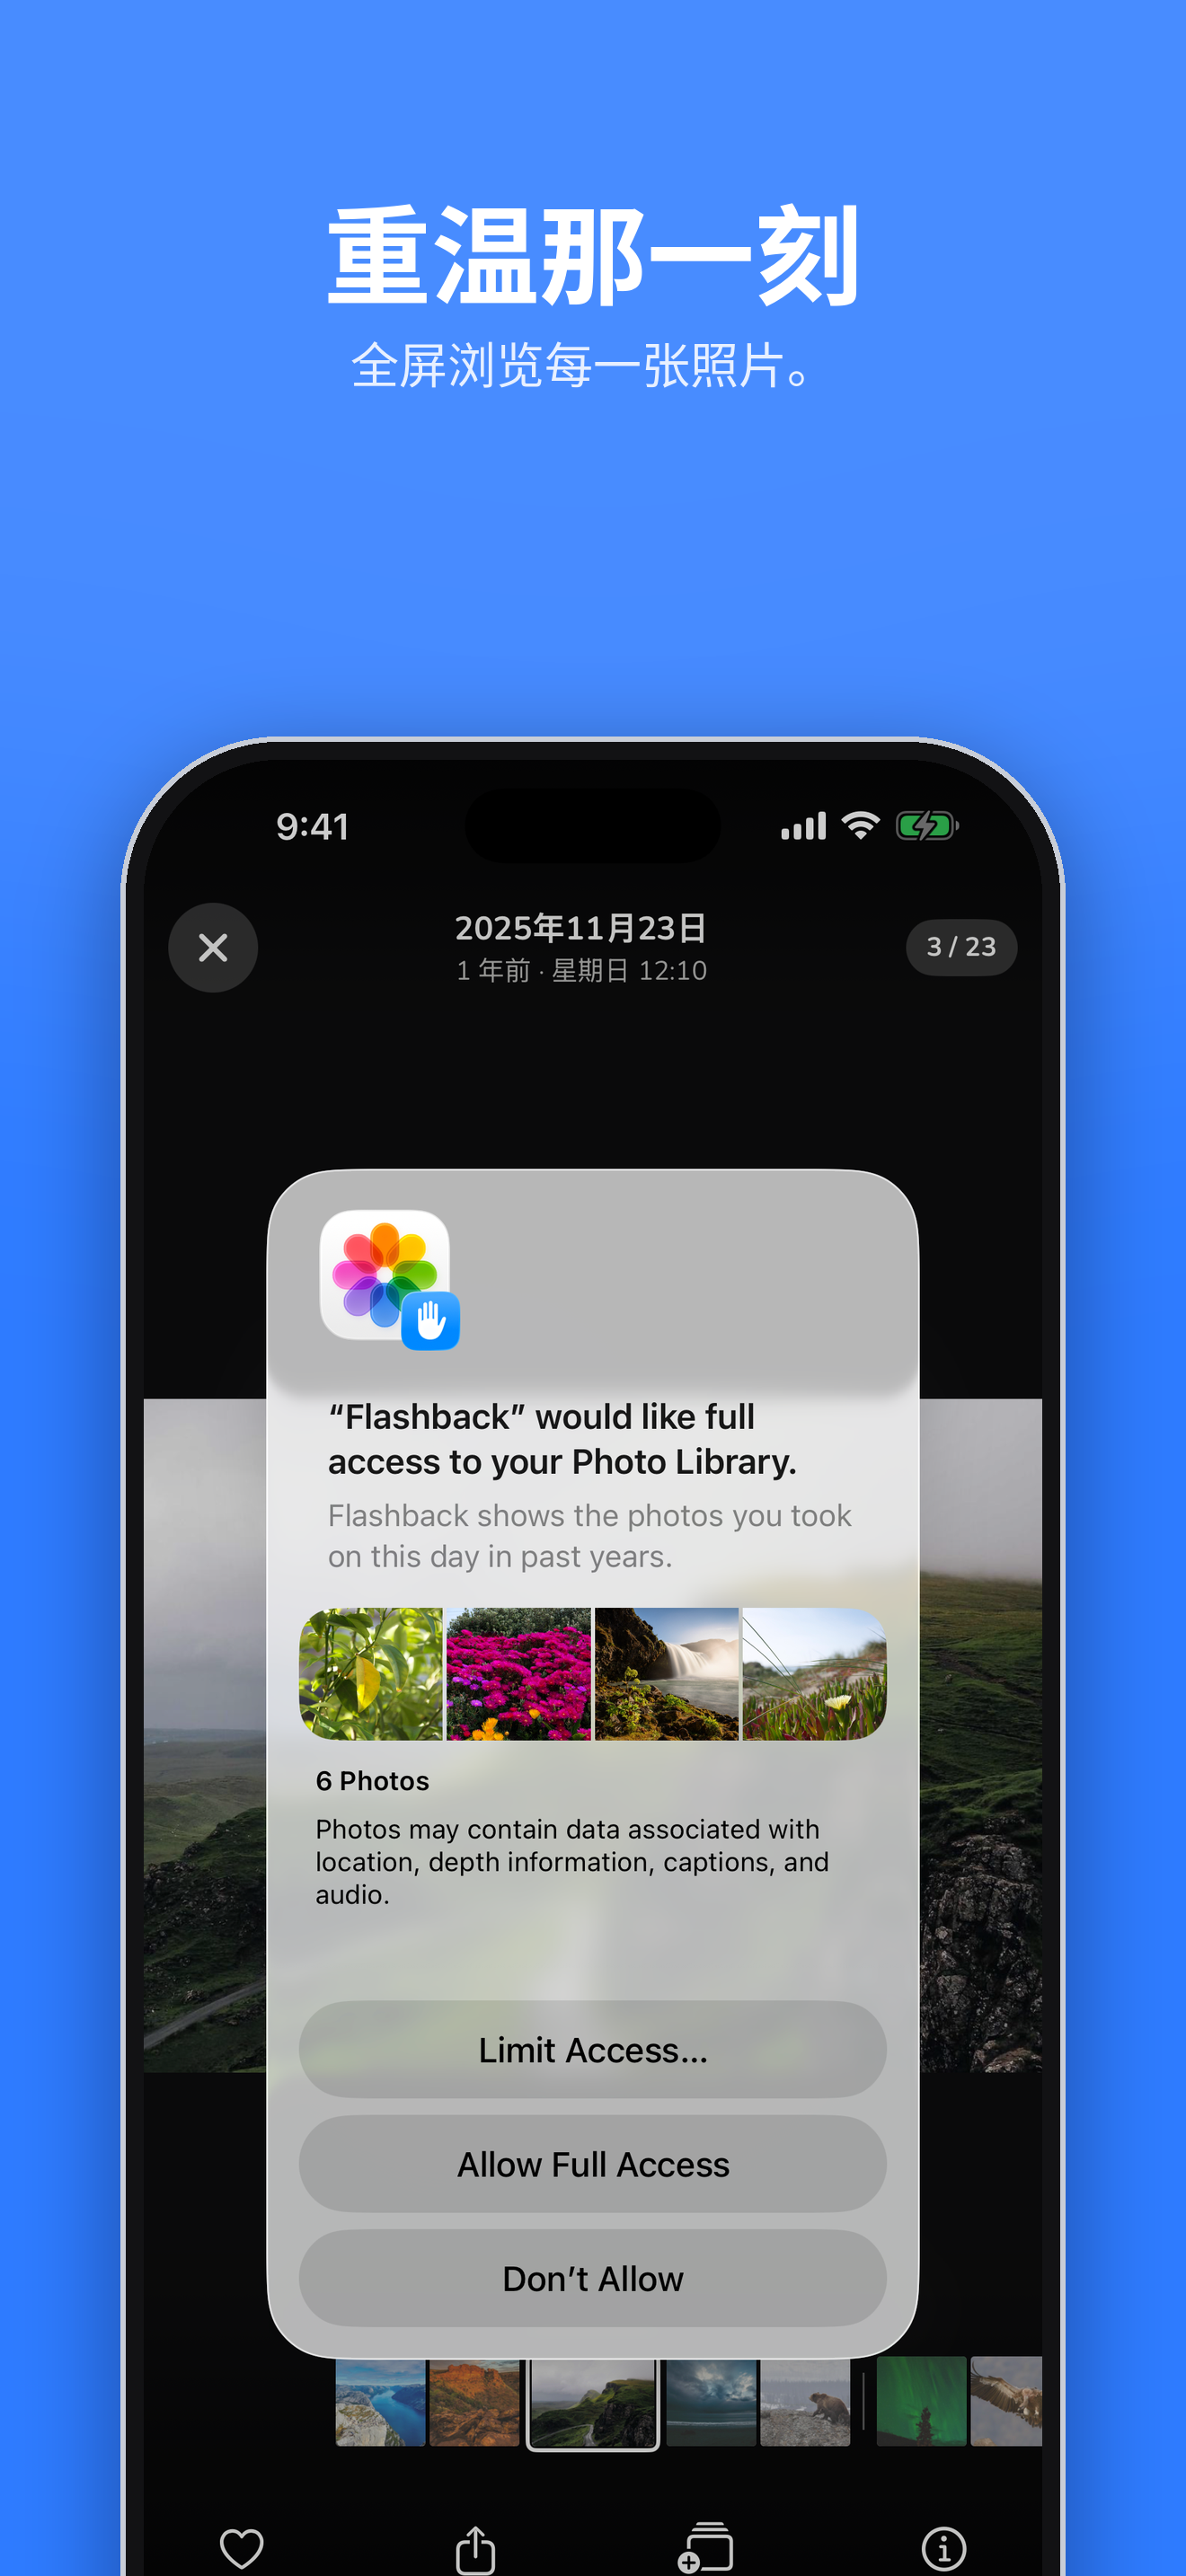 重温那一刻
全屏浏览每一张照片。
9:41
2025年11月23日
1 年前 · 星期日 12:10
3 / 23
“Flashback” would like full
access to your Photo Library.
Flashback shows the photos you took
on this day in past years.
6 Photos
Photos may contain data associated with
location, depth information, captions, and
audio.
Limit Access...
Allow Full Access
Don’t Allow